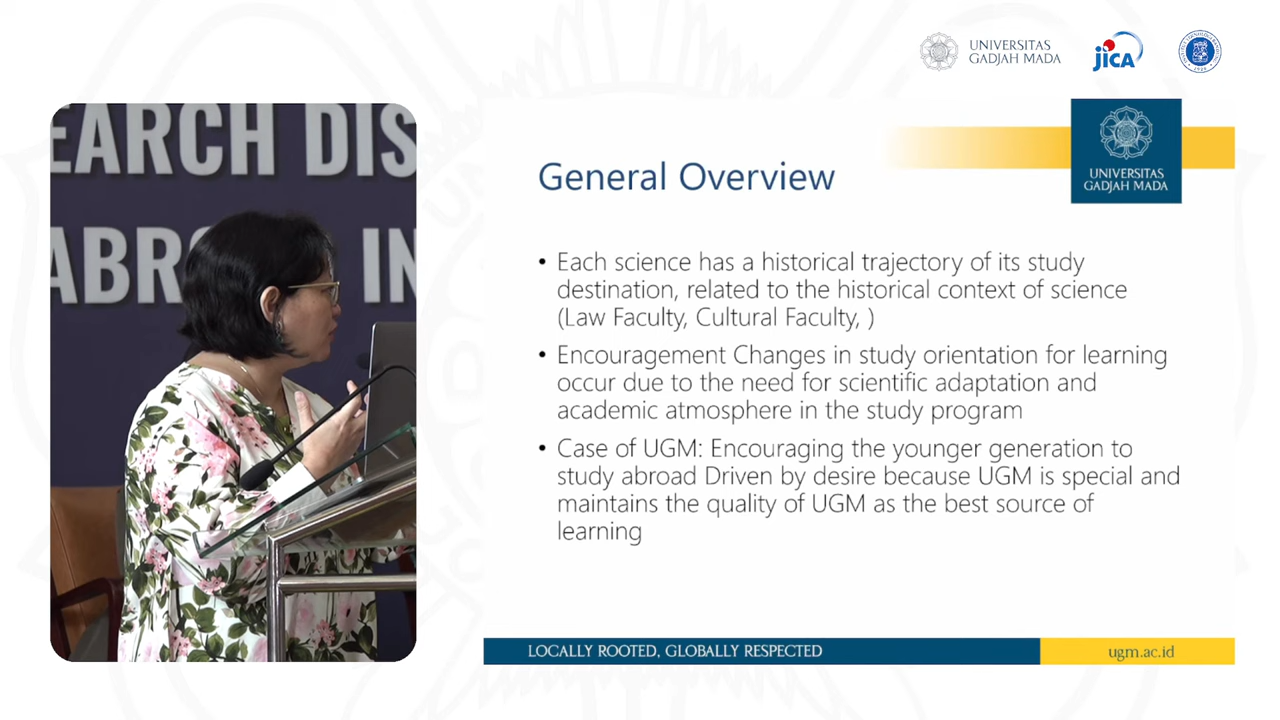 UNIVERSITAS
GADJAH MADA
JICA
EARCH DIS
ABR
IN
UNIVERSITAS
GADJAH MADA
General Overview
• Each science has a historical trajectory of its study
destination, related to the historical context of science
(Law Faculty, Cultural Faculty, )
• Encouragement Changes in study orientation for learning
occur due to the need for scientific adaptation and
academic atmosphere in the study program
• Case of UGM: Encouraging the younger generation to
study abroad Driven by desire because UGM is special and
maintains the quality of UGM as the best source of
learning
LOCALLY ROOTED, GLOBALLY RESPECTED
ugm.ac.id